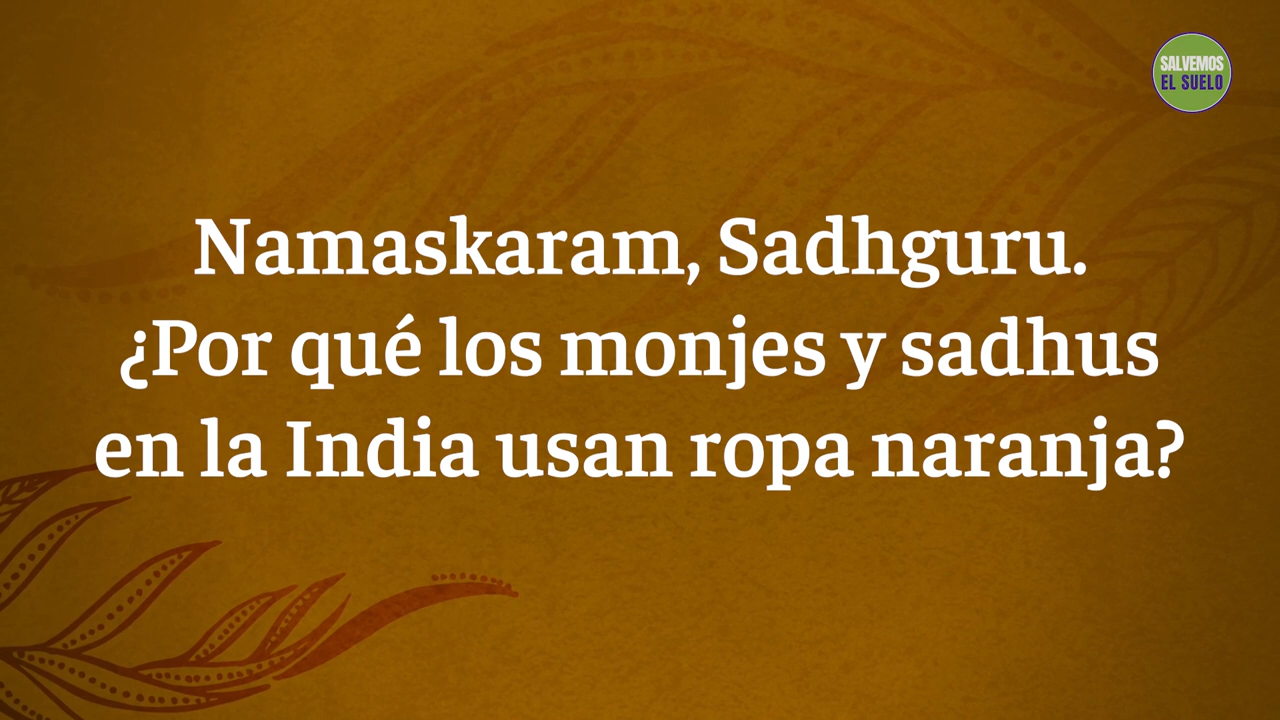 SALVEMOS
EL SUELO
Namaskaram, Sadhguru.
¿Por qué los monjes y sadhus
en la India usan ropa naranja?